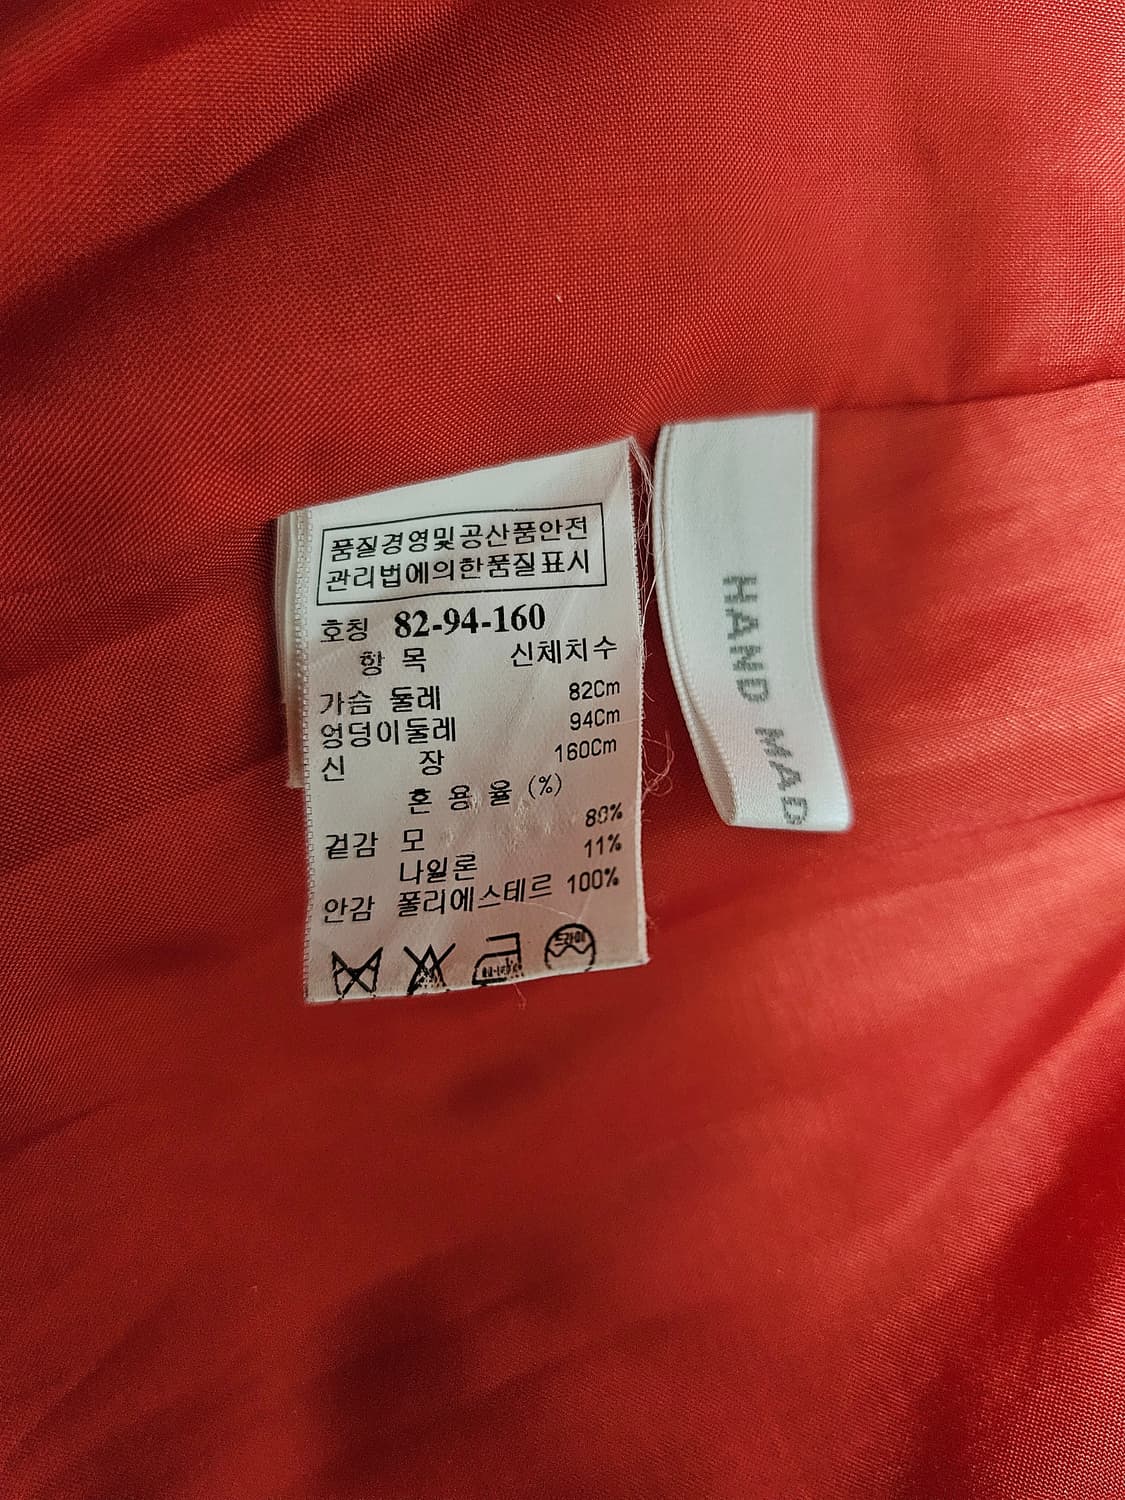 품질경영및공산품안전
관리법에의한품질표시
호칭 82-94-160
항 목 신체치수
가슴 둘레 82Cm
엉덩이둘레 94Cm
신 장 160Cm
혼 용 율 (%)
겉감 모 89%
나일론 11%
안감 폴리에스테르 100%
드라이
HAND MAD